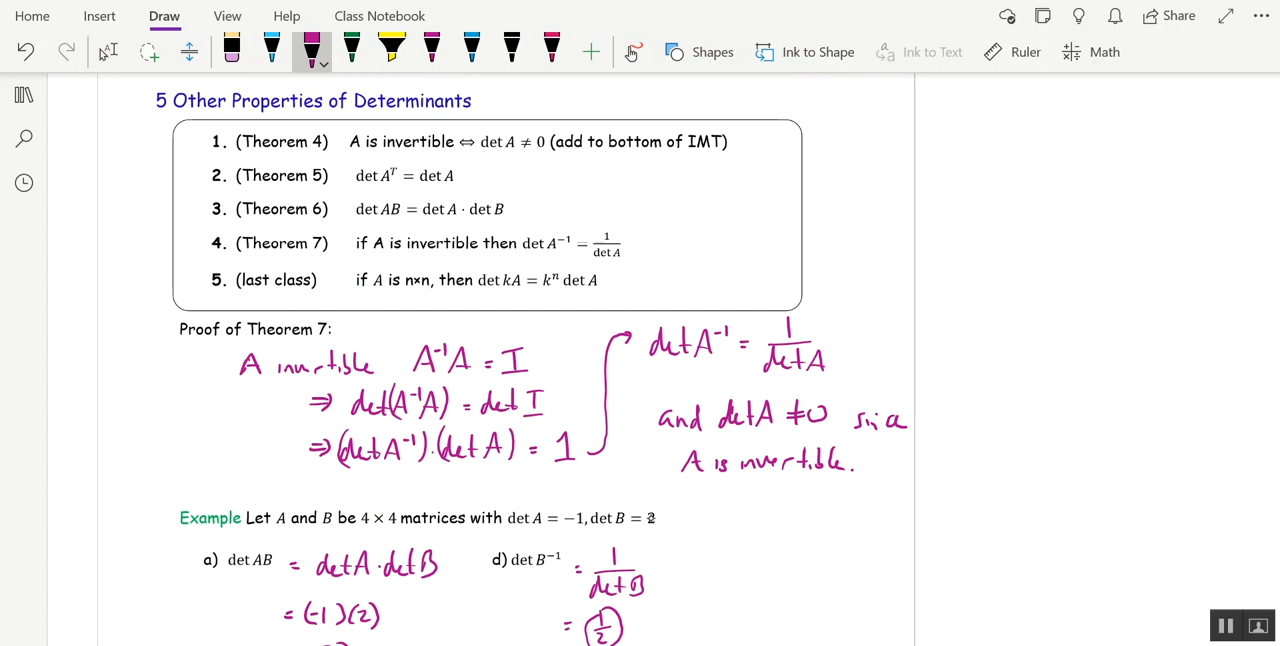 Home Insert Draw View Help Class Notebook Share
Shapes Ink to Shape Ink to Text Ruler Math
5 Other Properties of Determinants
1. (Theorem 4) A is invertible ⇔ det A ≠ 0 (add to bottom of IMT)
2. (Theorem 5) det Aᵀ = det A
3. (Theorem 6) det AB = det A · det B
4. (Theorem 7) if A is invertible then det A⁻¹ = 1/det A
5. (last class) if A is n×n, then det kA = kⁿ det A
Proof of Theorem 7:
A invertible A⁻¹A = I
⇒ det(A⁻¹A) = det I
⇒ (det A⁻¹)·(det A) = 1
det A⁻¹ = 1/det A
and det A ≠ 0 since
A is invertible.
Example Let A and B be 4 × 4 matrices with det A = −1, det B = 2
a) det AB = det A · det B
= (-1)(2)
d) det B⁻¹ = 1/det B
= 1/2